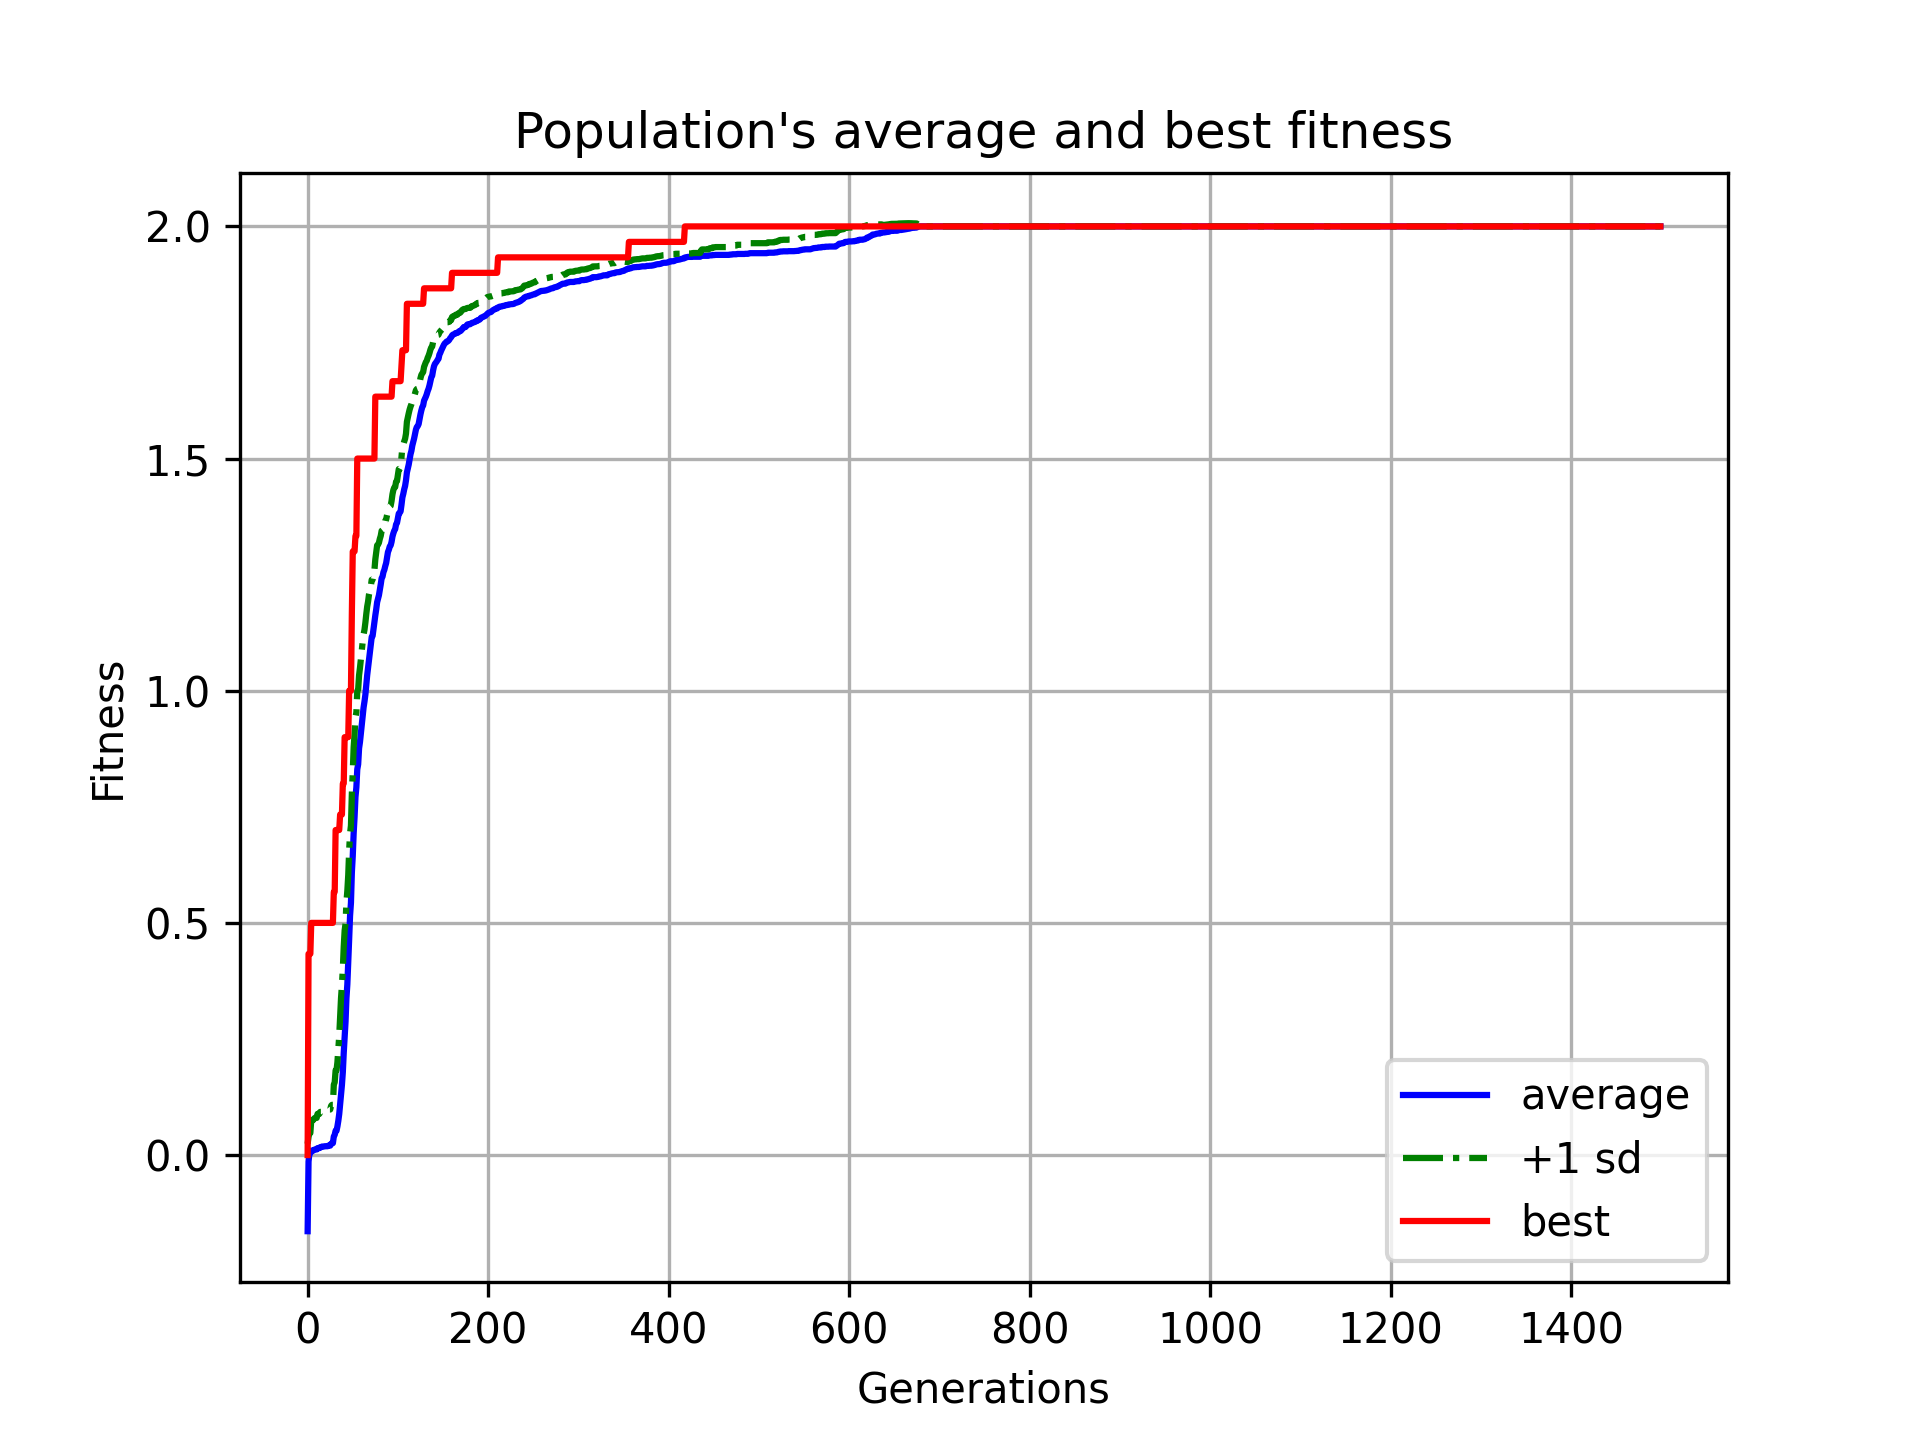 Population's average and best fitness
2.0
1.5
1.0
0.5
0.0
Fitness
0 200 400 600 800 1000 1200 1400
Generations
average
+1 sd
best